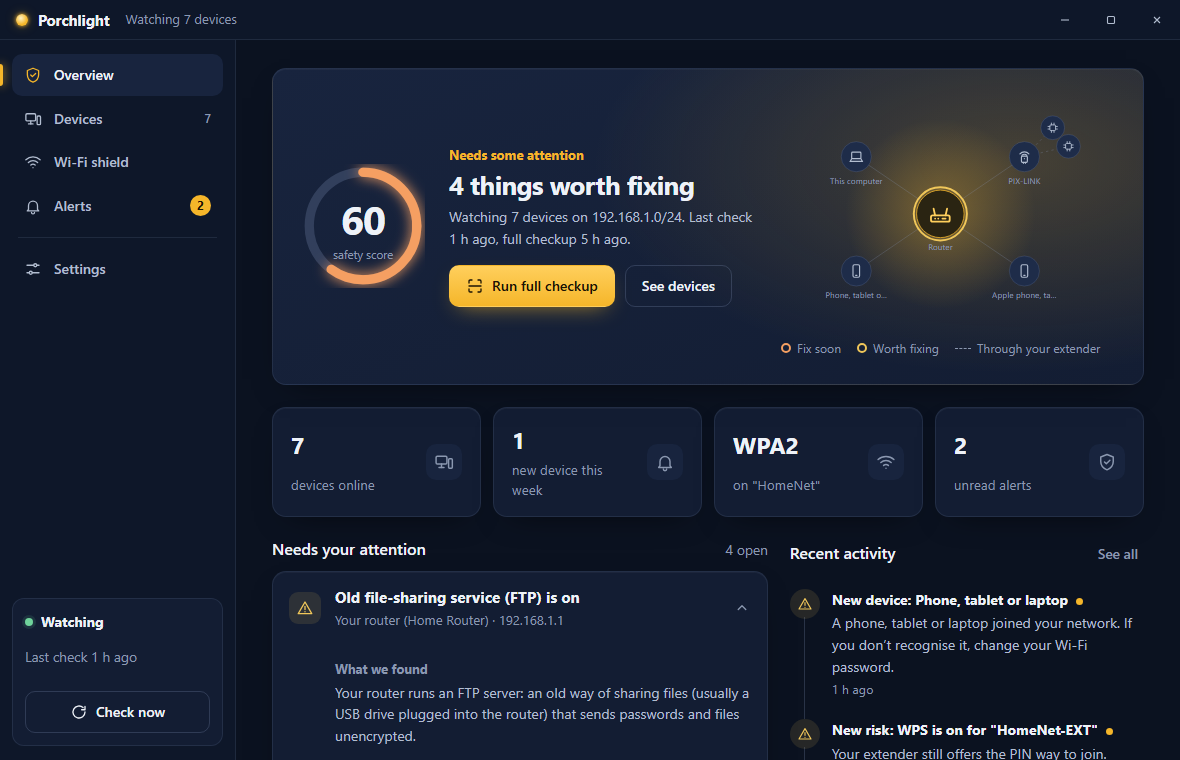 Porchlight
Watching 7 devices
Overview
Devices
7
Wi-Fi shield
Alerts
2
Settings
Watching
Last check 1 h ago
Check now
60
safety score
Needs some attention
4 things worth fixing
Watching 7 devices on 192.168.1.0/24. Last check
1 h ago, full checkup 5 h ago.
Run full checkup
See devices
This computer
PIX-LINK
Router
Phone, tablet o...
Apple phone, ta...
Fix soon
Worth fixing
Through your extender
7
devices online
1
new device this
week
WPA2
on "HomeNet"
2
unread alerts
Needs your attention
4 open
Old file-sharing service (FTP) is on
Your router (Home Router) · 192.168.1.1
What we found
Your router runs an FTP server: an old way of sharing files (usually a
USB drive plugged into the router) that sends passwords and files
unencrypted.
Recent activity
See all
New device: Phone, tablet or laptop
A phone, tablet or laptop joined your network. If
you don’t recognise it, change your Wi-Fi
password.
1 h ago
New risk: WPS is on for "HomeNet-EXT"
Your extender still offers the PIN way to join.